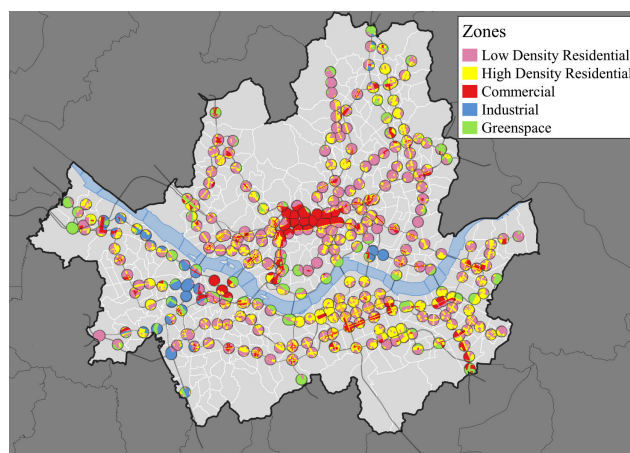 Zones
Low Density Residential
High Density Residential
Commercial
Industrial
Greenspace